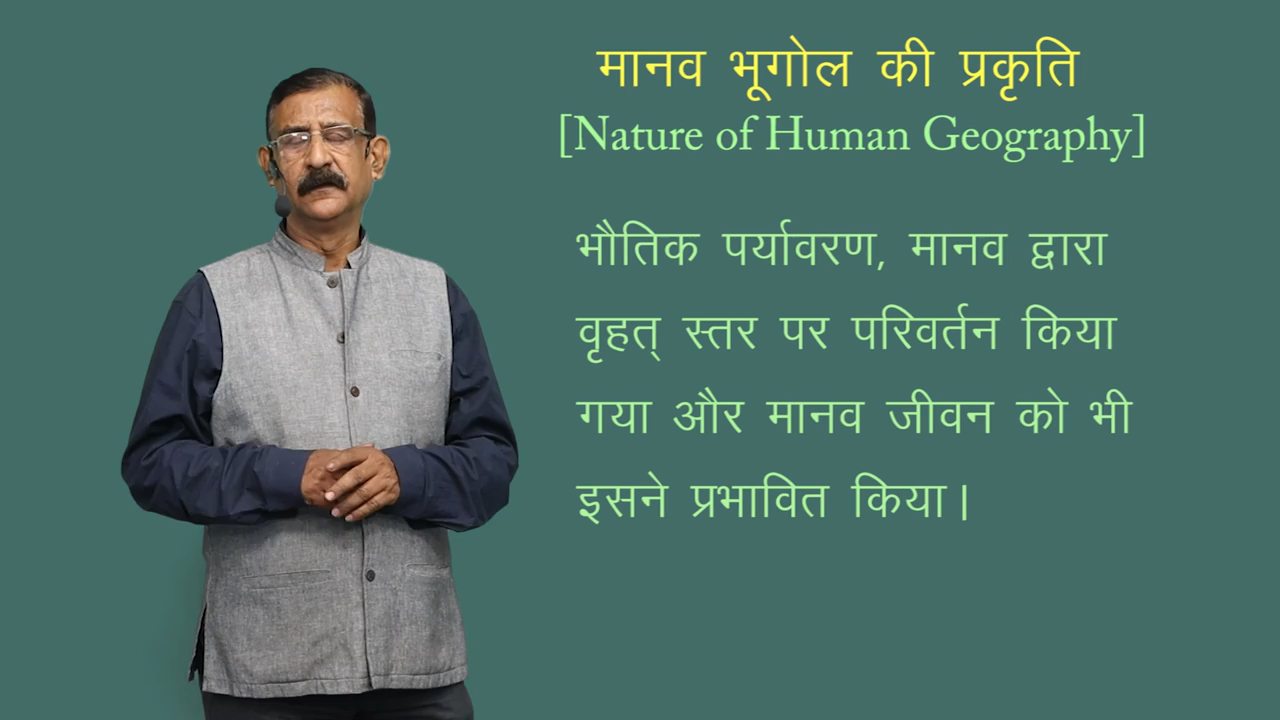 मानव भूगोल की प्रकृति
[Nature of Human Geography]
भौतिक पर्यावरण, मानव द्वारा
वृहत् स्तर पर परिवर्तन किया
गया और मानव जीवन को भी
इसने प्रभावित किया।